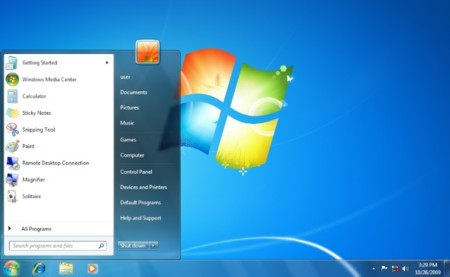 Getting Started
Windows Media Center
Calculator
Sticky Notes
Snipping Tool
Paint
Remote Desktop Connection
Magnifier
Solitaire
All Programs
Search programs and files
user
Documents
Pictures
Music
Games
Computer
Control Panel
Devices and Printers
Default Programs
Help and Support
Shut down
3:29 PM
10/26/2009